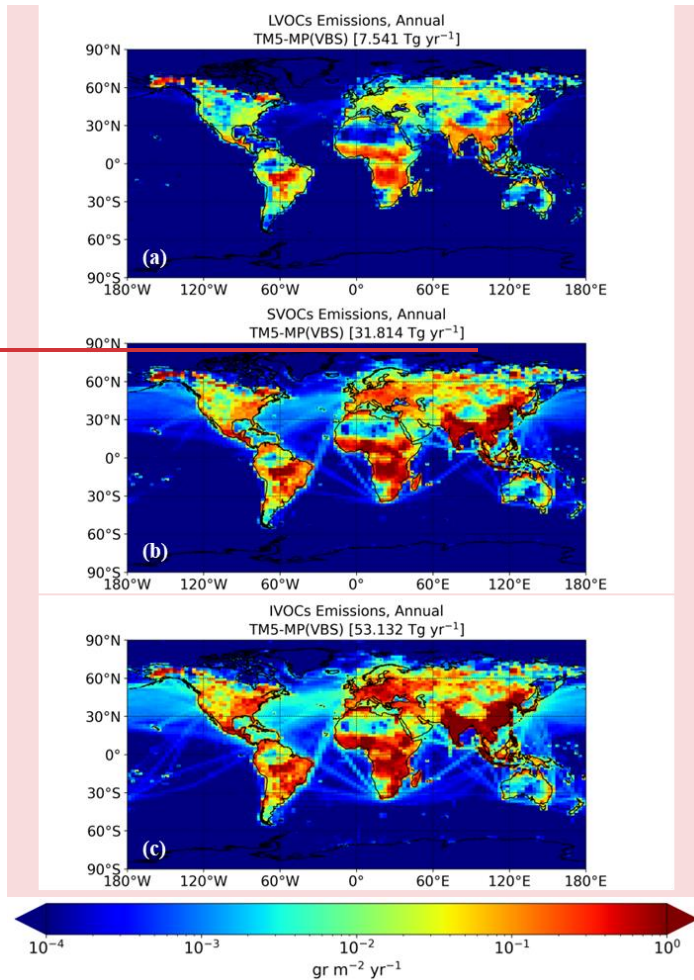 LVOCs Emissions, Annual
TM5-MP(VBS) [7.541 Tg yr⁻¹]
90°N
60°N
30°N
0°
30°S
60°S
90°S
(a)
180°W 120°W 60°W 0° 60°E 120°E 180°E
SVOCs Emissions, Annual
TM5-MP(VBS) [31.814 Tg yr⁻¹]
90°N
60°N
30°N
0°
30°S
60°S
90°S
(b)
180°W 120°W 60°W 0° 60°E 120°E 180°E
IVOCs Emissions, Annual
TM5-MP(VBS) [53.132 Tg yr⁻¹]
90°N
60°N
30°N
0°
30°S
60°S
90°S
(c)
180°W 120°W 60°W 0° 60°E 120°E 180°E
10⁻⁴ 10⁻³ 10⁻² 10⁻¹ 10⁰
gr m⁻² yr⁻¹